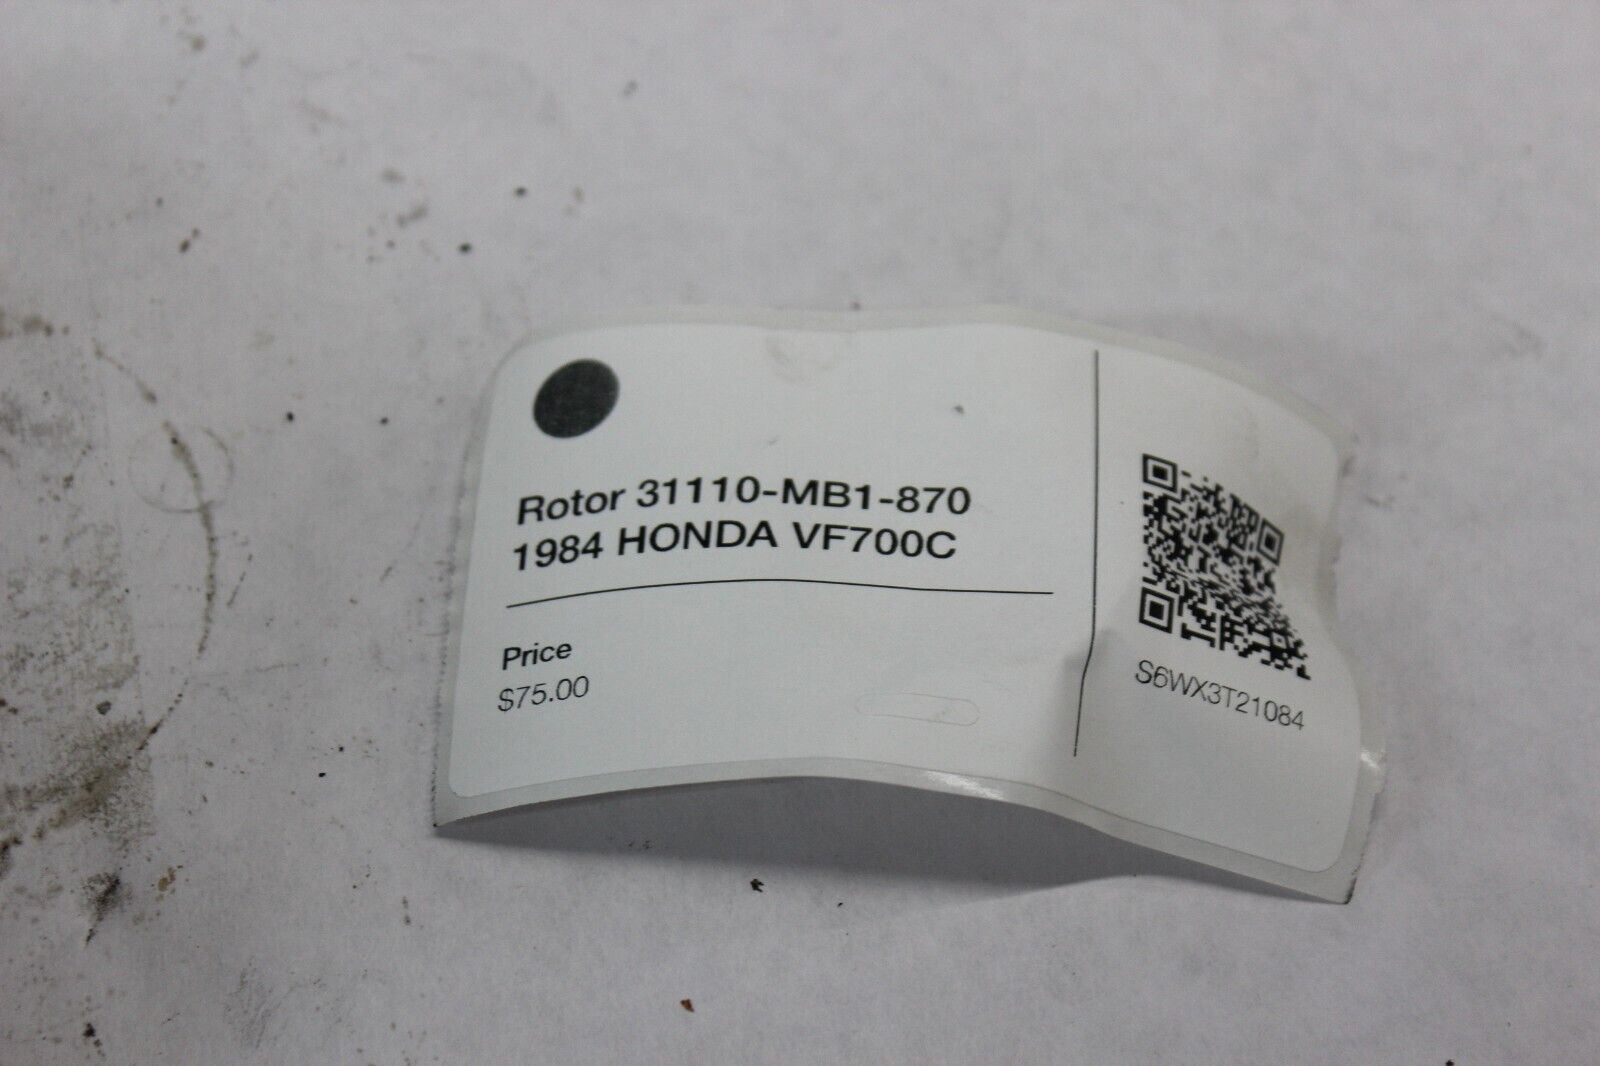 Rotor 31110-MB1-870
1984 HONDA VF700C
Price
$75.00
S6WX3T21084